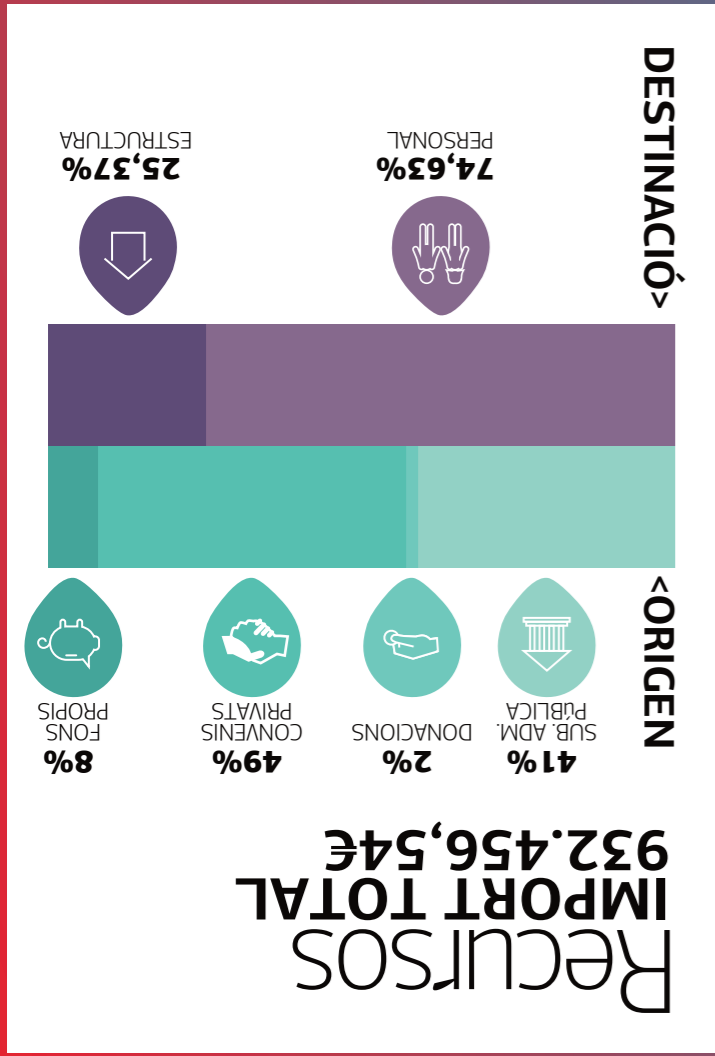 Recursos
IMPORT TOTAL
932.456,54€
<ORIGEN
41%
SUB. ADM.
PÚBLICA
2%
DONACIONS
49%
CONVENIS
PRIVATS
8%
FONS
PROPIS
DESTINACIÓ>
74,63%
PERSONAL
25,37%
ESTRUCTURA